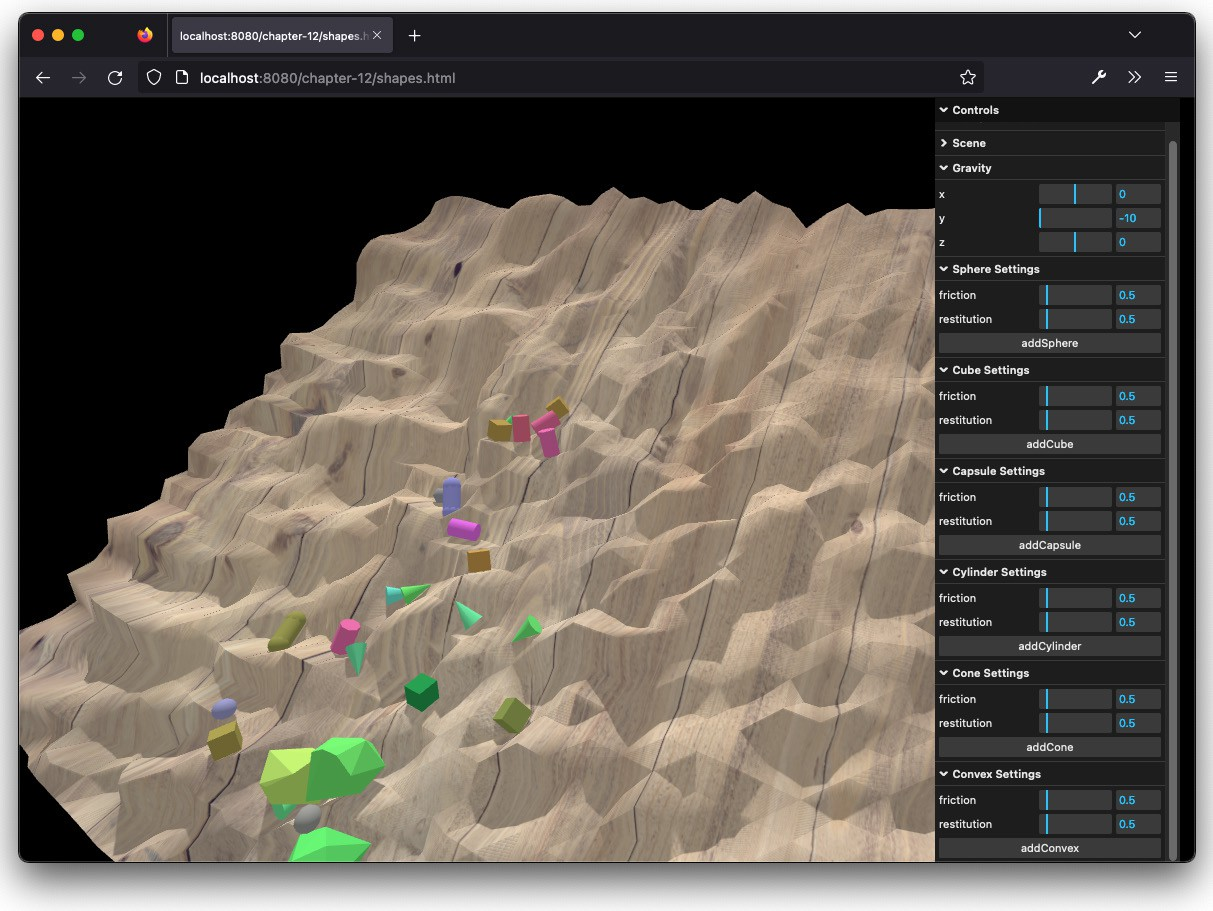 localhost:8080/chapter-12/shapes.h
localhost:8080/chapter-12/shapes.html
Controls
Scene
Gravity
x 0
y -10
z 0
Sphere Settings
friction 0.5
restitution 0.5
addSphere
Cube Settings
friction 0.5
restitution 0.5
addCube
Capsule Settings
friction 0.5
restitution 0.5
addCapsule
Cylinder Settings
friction 0.5
restitution 0.5
addCylinder
Cone Settings
friction 0.5
restitution 0.5
addCone
Convex Settings
friction 0.5
restitution 0.5
addConvex